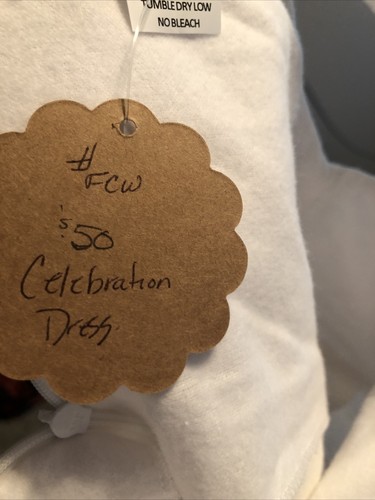 TUMBLE DRY LOW
NO BLEACH
#
FCW
$50
Celebration
Dress